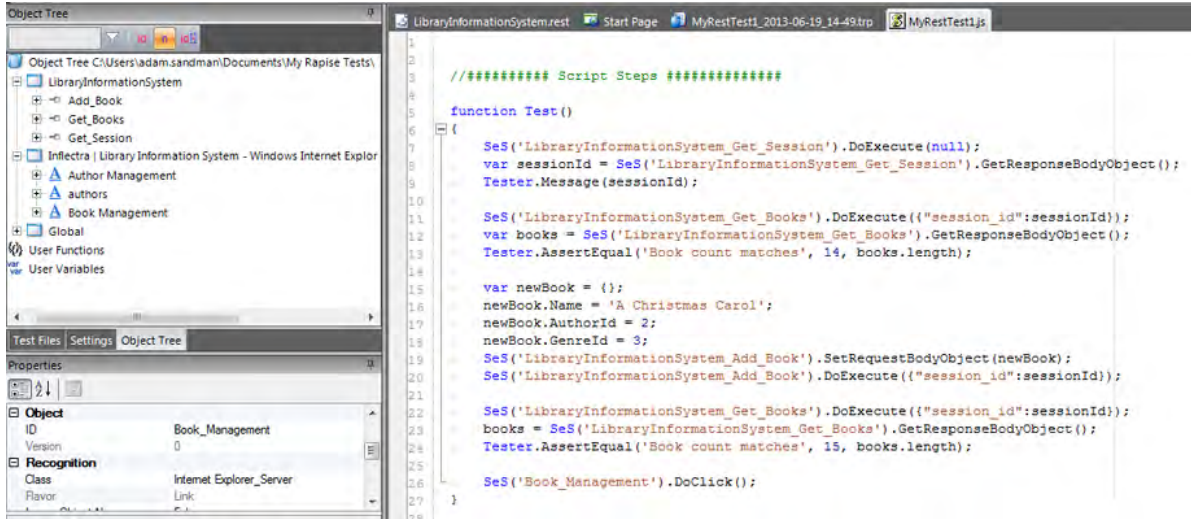 Object Tree
Object Tree C:\Users\adam.sandman\Documents\My Rapise Tests\
LibraryInformationSystem
Add_Book
Get_Books
Get_Session
Inflectra | Library Information System - Windows Internet Explor
Author Management
authors
Book Management
Global
User Functions
User Variables
Test Files Settings Object Tree
Properties
Object
ID Book_Management
Version 0
Recognition
Class Internet Explorer_Server
Flavor Link
LibraryInformationSystem.rest Start Page MyRestTest1_2013-06-19_14-49.trp MyRestTest1.js
1
2
3 //########## Script Steps ##############
4
5 function Test()
6 {
7 SeS('LibraryInformationSystem_Get_Session').DoExecute(null);
8 var sessionId = SeS('LibraryInformationSystem_Get_Session').GetResponseBodyObject();
9 Tester.Message(sessionId);
10
11 SeS('LibraryInformationSystem_Get_Books').DoExecute({"session_id":sessionId});
12 var books = SeS('LibraryInformationSystem_Get_Books').GetResponseBodyObject();
13 Tester.AssertEqual('Book count matches', 14, books.length);
14
15 var newBook = {};
16 newBook.Name = 'A Christmas Carol';
17 newBook.AuthorId = 2;
18 newBook.GenreId = 3;
19 SeS('LibraryInformationSystem_Add_Book').SetRequestBodyObject(newBook);
20 SeS('LibraryInformationSystem_Add_Book').DoExecute({"session_id":sessionId});
21
22 SeS('LibraryInformationSystem_Get_Books').DoExecute({"session_id":sessionId});
23 books = SeS('LibraryInformationSystem_Get_Books').GetResponseBodyObject();
24 Tester.AssertEqual('Book count matches', 15, books.length);
25
26 SeS('Book_Management').DoClick();
27 }
28